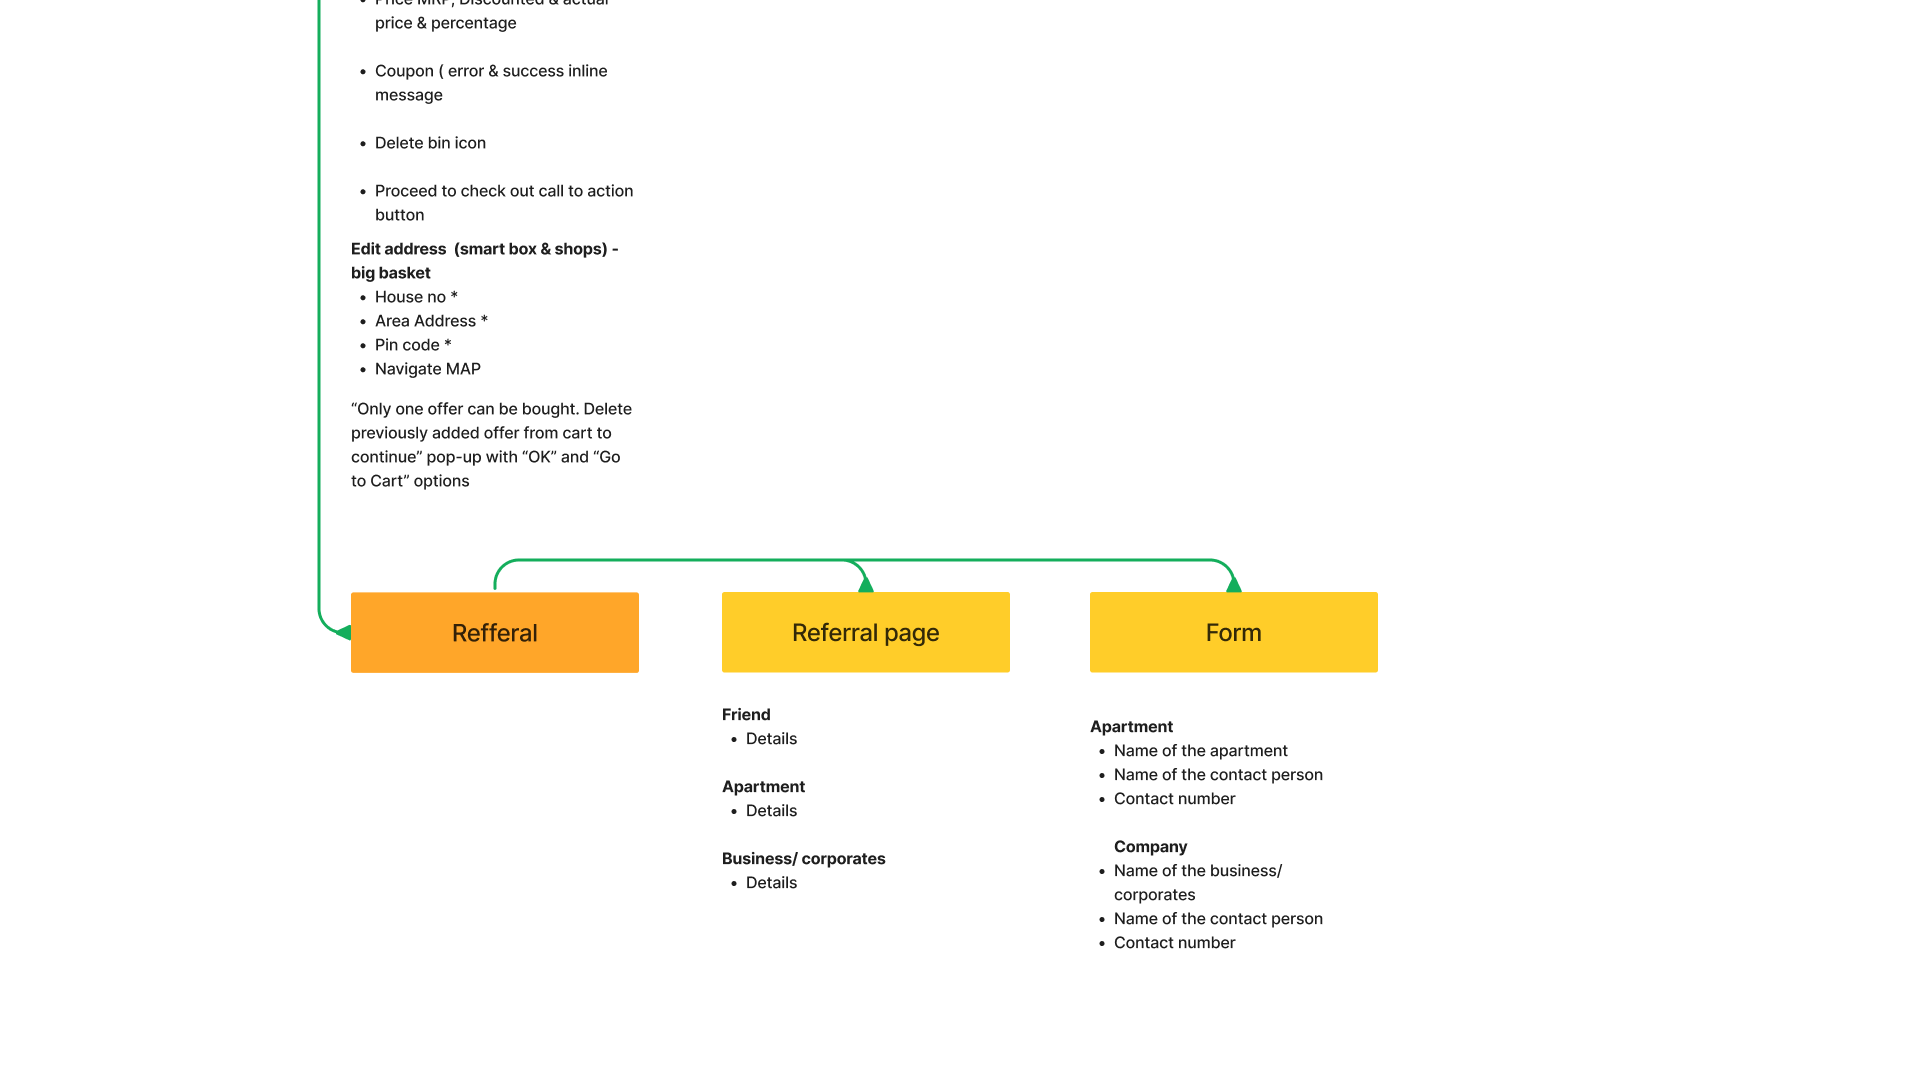 Price MRP, Discounted & actual
price & percentage
Coupon ( error & success inline
message
Delete bin icon
Proceed to check out call to action
button
Edit address  (smart box & shops) -
big basket
House no *
Area Address *
Pin code *
Navigate MAP
“Only one offer can be bought. Delete
previously added offer from cart to
continue” pop-up with “OK” and “Go
to Cart” options
Refferal
Referral page
Form
Friend
Details
Apartment
Details
Business/ corporates
Details
Apartment
Name of the apartment
Name of the contact person
Contact number
Company
Name of the business/
corporates
Name of the contact person
Contact number